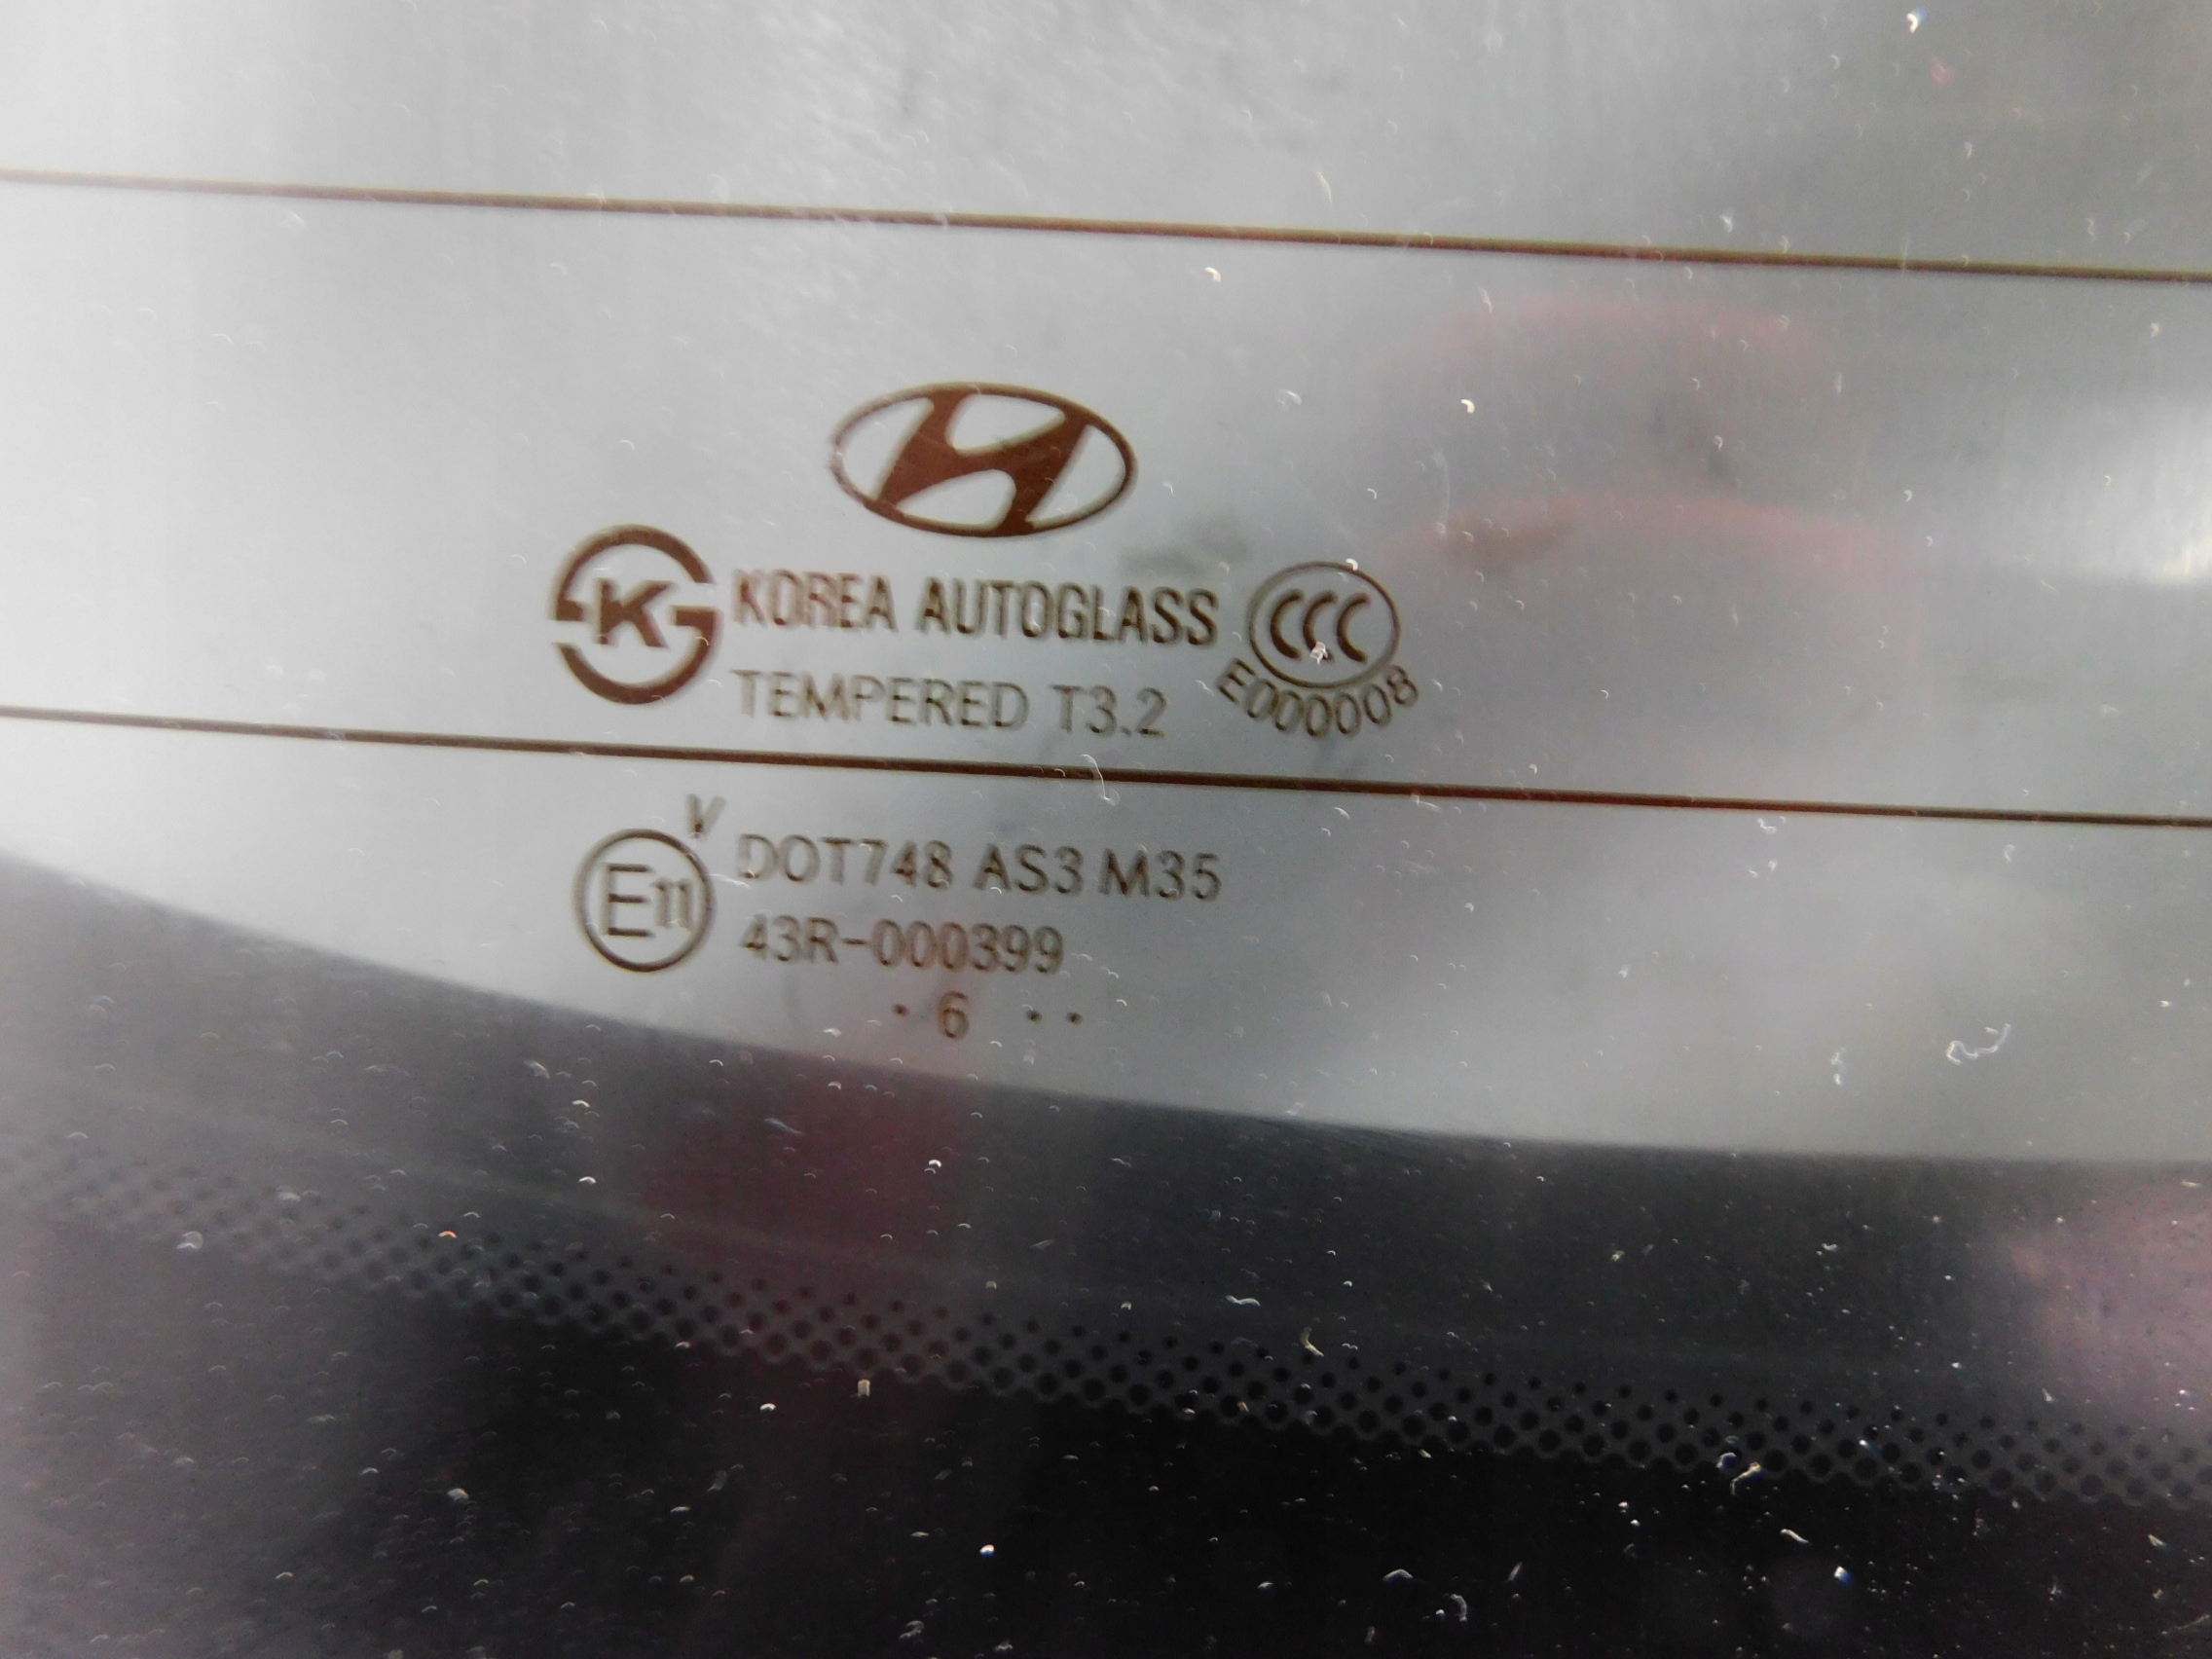 KOREA AUTOGLASS
CCC
E000008
TEMPERED T3.2
V
E11
DOT748 AS3 M35
43R-000399
· 6 ··